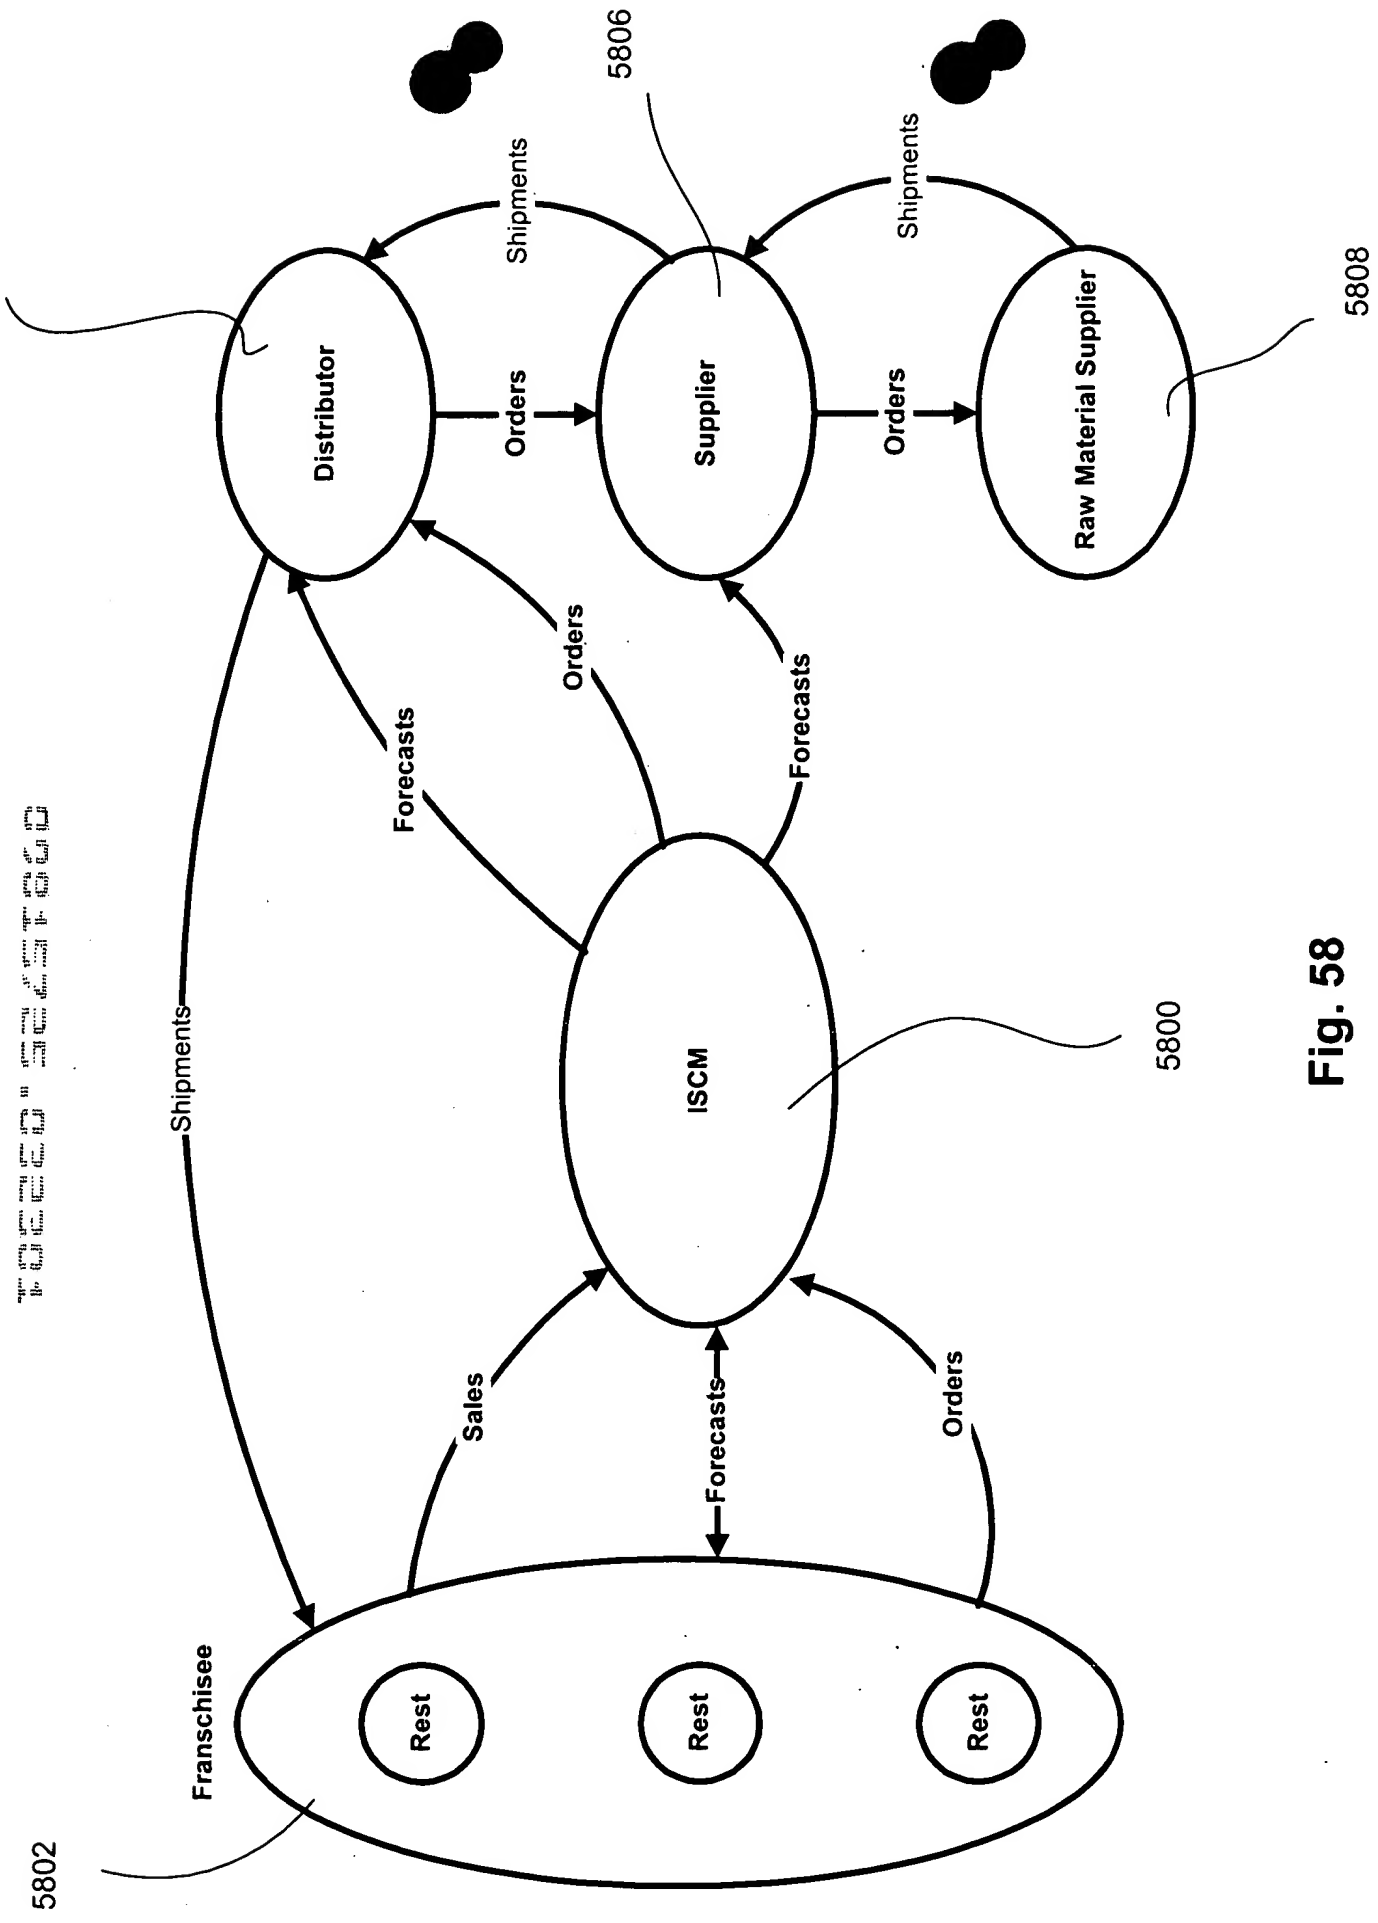 5802
Shipments
Franschisee
Distributor
Forecasts
Rest
Sales
Orders
Shipments
Orders
5806
Rest
ISCM
Supplier
Forecasts
Forecasts
Orders
Shipments
Orders
Rest
Raw Material Supplier
5800
Fig. 58
5808